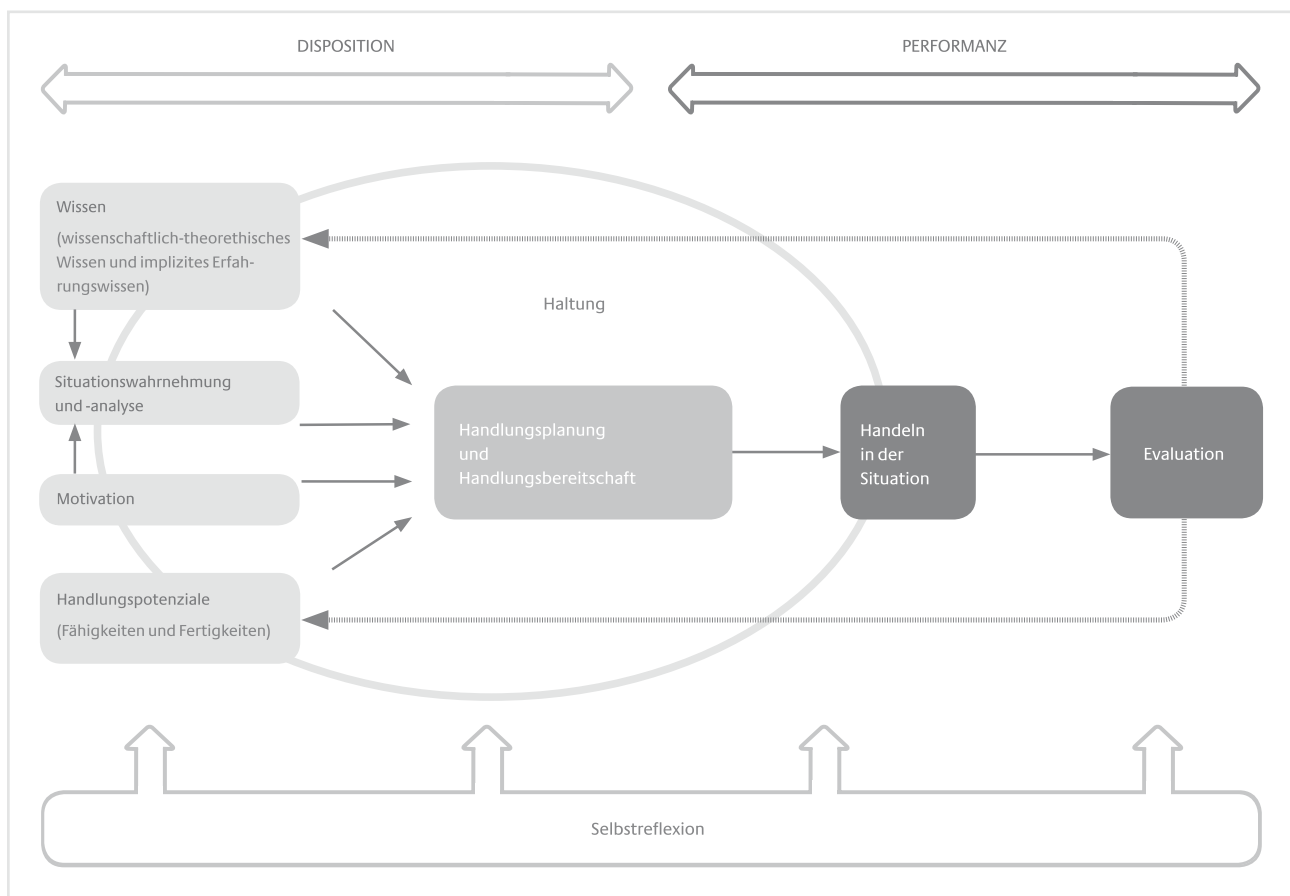 DISPOSITION
PERFORMANZ
Wissen
(wissenschaftlich-theorethisches
Wissen und implizites Erfah-
rungswissen)
Haltung
Situationswahrnehmung
und -analyse
Motivation
Handlungspotenziale
(Fähigkeiten und Fertigkeiten)
Handlungsplanung
und
Handlungsbereitschaft
Handeln
in der
Situation
Evaluation
Selbstreflexion